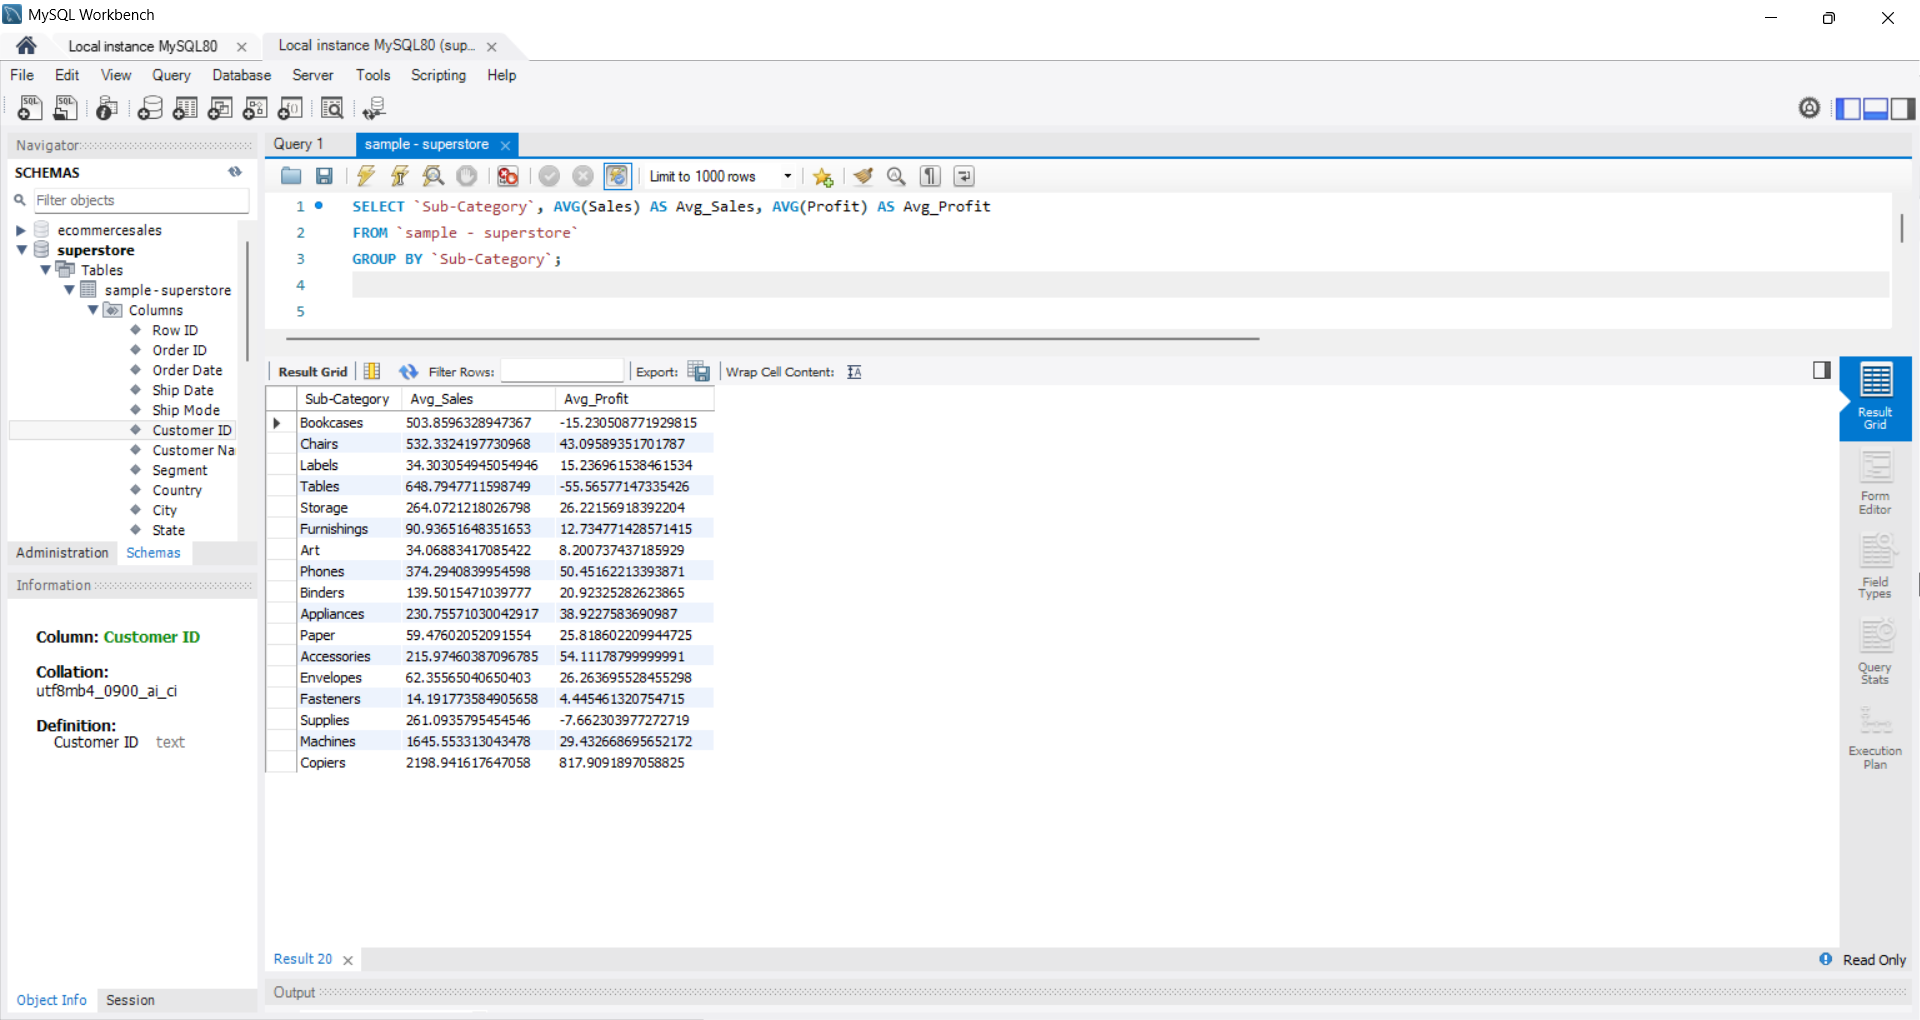 MySQL Workbench
Local instance MySQL80
Local instance MySQL80 (sup...
File Edit View Query Database Server Tools Scripting Help
Navigator
SCHEMAS
Filter objects
ecommercesales
superstore
Tables
sample - superstore
Columns
Row ID
Order ID
Order Date
Ship Date
Ship Mode
Customer ID
Customer Na
Segment
Country
City
State
Administration Schemas
Information
Column: Customer ID
Collation:
utf8mb4_0900_ai_ci
Definition:
Customer ID text
Object Info Session
Query 1 sample - superstore
Limit to 1000 rows
1 SELECT `Sub-Category`, AVG(Sales) AS Avg_Sales, AVG(Profit) AS Avg_Profit
2 FROM `sample - superstore`
3 GROUP BY `Sub-Category`;
4
5
Result Grid Filter Rows: Export: Wrap Cell Content:
Sub-Category Avg_Sales Avg_Profit
Bookcases 503.8596328947367 -15.230508771929815
Chairs 532.3324197730968 43.09589351701787
Labels 34.303054945054946 15.236961538461534
Tables 648.7947711598749 -55.56577147335426
Storage 264.0721218026798 26.22156918392204
Furnishings 90.93651648351653 12.734771428571415
Art 34.06883417085422 8.200737437185929
Phones 374.2940839954598 50.45162213393871
Binders 139.5015471039777 20.92325282623865
Appliances 230.75571030042917 38.9227583690987
Paper 59.47602052091554 25.818602209944725
Accessories 215.97460387096785 54.11178799999991
Envelopes 62.35565040650403 26.263695528455298
Fasteners 14.191773584905658 4.445461320754715
Supplies 261.0935795454546 -7.662303977272719
Machines 1645.553313043478 29.432668695652172
Copiers 2198.941617647058 817.9091897058825
Result
Grid
Form
Editor
Field
Types
Query
Stats
Execution
Plan
Result 20
Read Only
Output